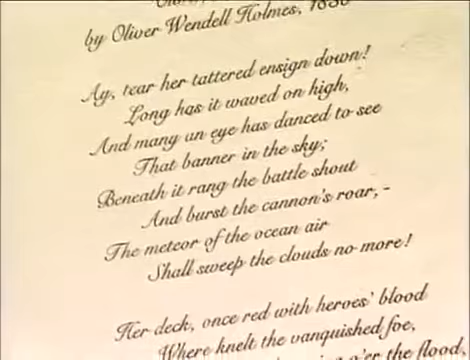 by Oliver Wendell Holmes, 1830
Ay, tear her tattered ensign down!
Long has it waved on high,
And many an eye has danced to see
That banner in the sky;
Beneath it rang the battle shout
And burst the cannon's roar, -
The meteor of the ocean air
Shall sweep the clouds no more!
Her deck, once red with heroes' blood
Where knelt the vanquished foe,
o'er the flood,